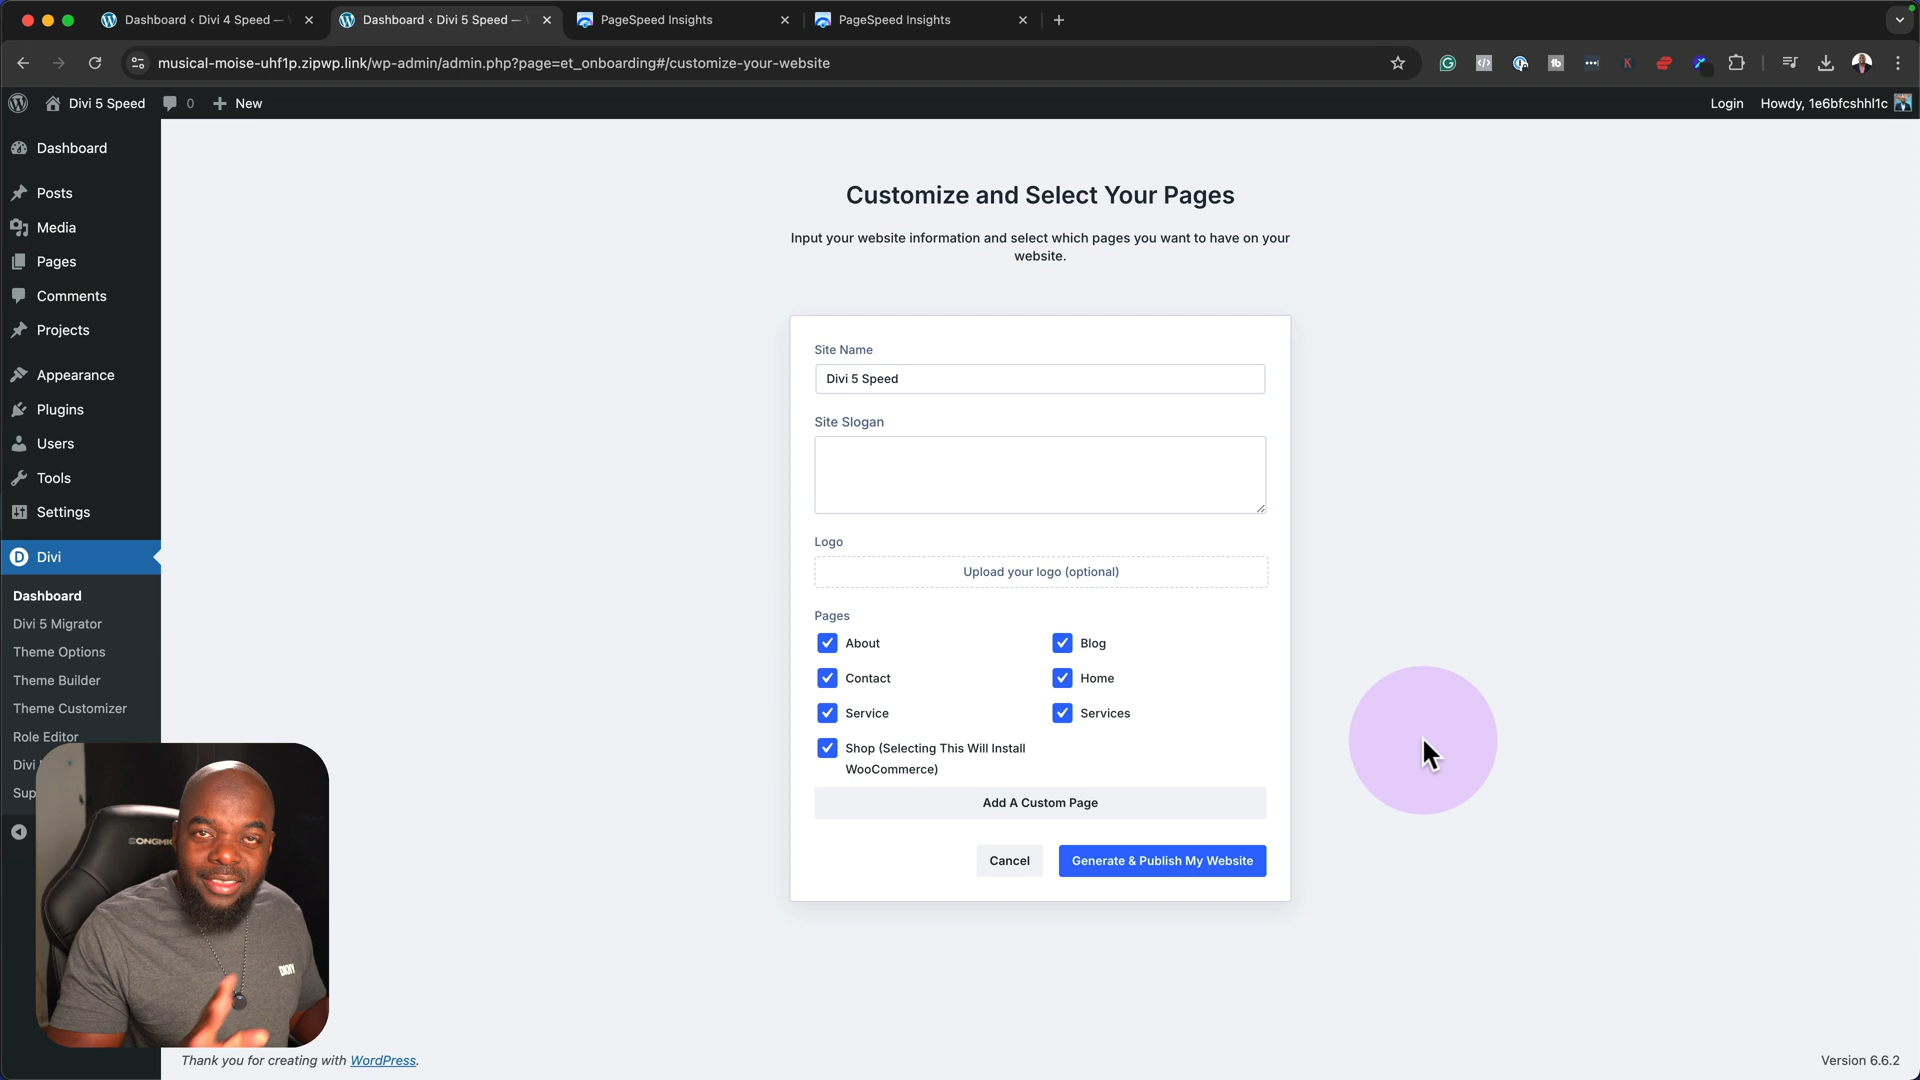 Dashboard ‹ Divi 4 Speed —
Dashboard ‹ Divi 5 Speed —
PageSpeed Insights
PageSpeed Insights
musical-moise-uhf1p.zipwp.link/wp-admin/admin.php?page=et_onboarding#/customize-your-website
Divi 5 Speed
0
New
Login
Howdy, 1e6bfcshhl1c
Dashboard
Posts
Media
Pages
Comments
Projects
Appearance
Plugins
Users
Tools
Settings
Divi
Dashboard
Divi 5 Migrator
Theme Options
Theme Builder
Theme Customizer
Role Editor
Divi
Sup
Customize and Select Your Pages
Input your website information and select which pages you want to have on your
website.
Site Name
Divi 5 Speed
Site Slogan
Logo
Upload your logo (optional)
Pages
About
Blog
Contact
Home
Service
Services
Shop (Selecting This Will Install
WooCommerce)
Add A Custom Page
Cancel
Generate & Publish My Website
DKNY
Thank you for creating with WordPress.
Version 6.6.2